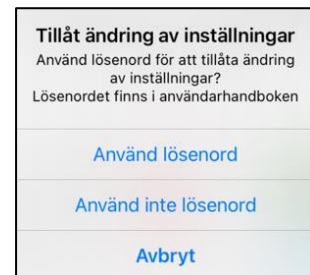 Tillåt ändring av inställningar
Använd lösenord för att tillåta ändring
av inställningar?
Lösenordet finns i användarhandboken
Använd lösenord
Använd inte lösenord
Avbryt